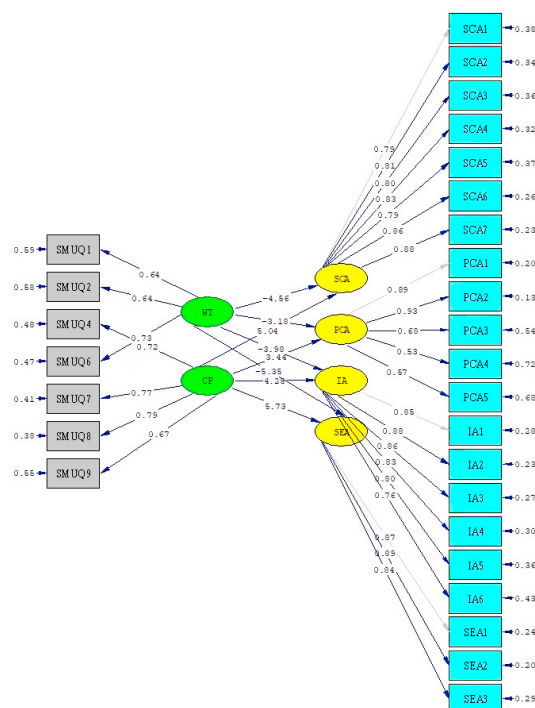 SCA1 0.38
SCA2 0.34
SCA3 0.36
SCA4 0.32
SCA5 0.37
SCA6 0.26
SCA7 0.23
PCA1 0.20
PCA2 0.13
PCA3 0.54
PCA4 0.72
PCA5 0.68
IA1 0.28
IA2 0.23
IA3 0.27
IA4 0.30
IA5 0.36
IA6 0.43
SEA1 0.24
SEA2 0.20
SEA3 0.29
0.59 SMUQ1
0.58 SMUQ2
0.48 SMUQ4
0.47 SMUQ6
0.41 SMUQ7
0.38 SMUQ8
0.55 SMUQ9
0.64
0.64
0.73
0.72
0.77
0.79
0.67
WT
CP
-4.56
-3.18
5.04
-3.98
3.44
-5.35
4.28
5.73
SCA
PCA
IA
SEA
0.79
0.81
0.80
0.83
0.79
0.86
0.88
0.89
0.93
0.68
0.53
0.57
0.85
0.88
0.86
0.83
0.80
0.76
0.87
0.89
0.84